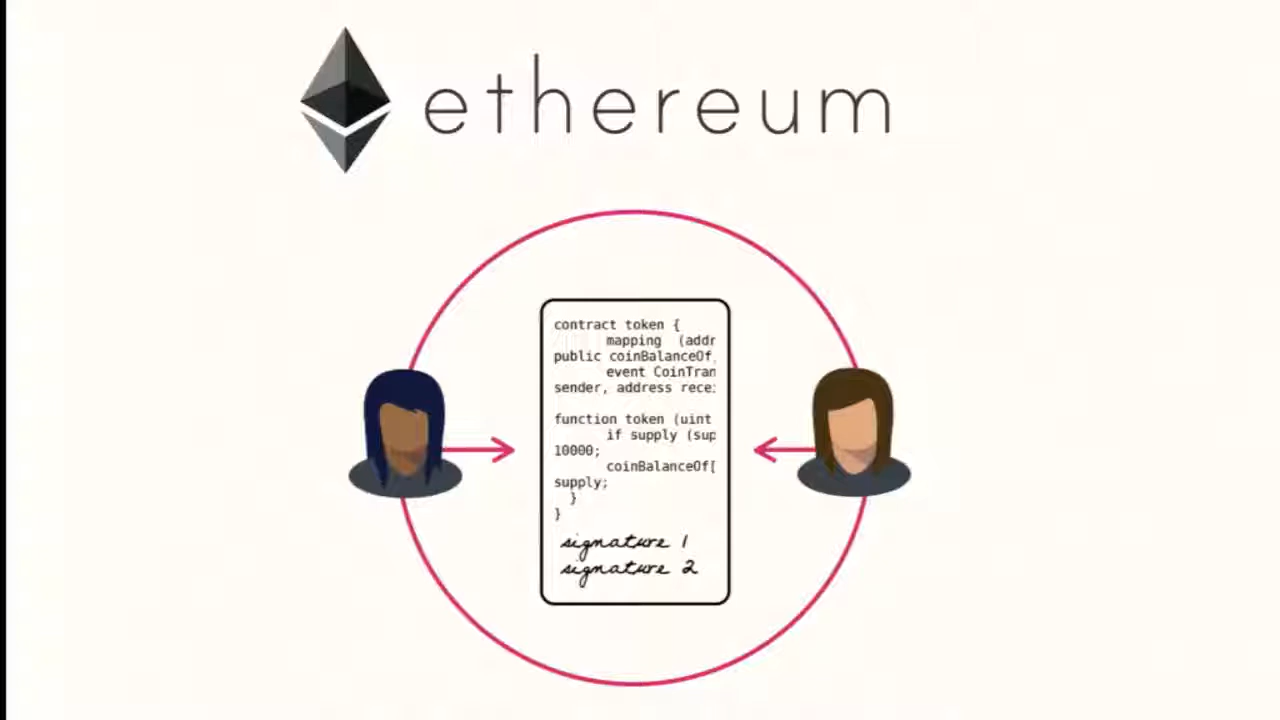 ethereum
contract token {
mapping (addr
public coinBalanceOf
event CoinTran
sender, address rece
function token (uint
if supply (sup
10000;
coinBalanceOf[
supply;
}
}
signature 1
signature 2